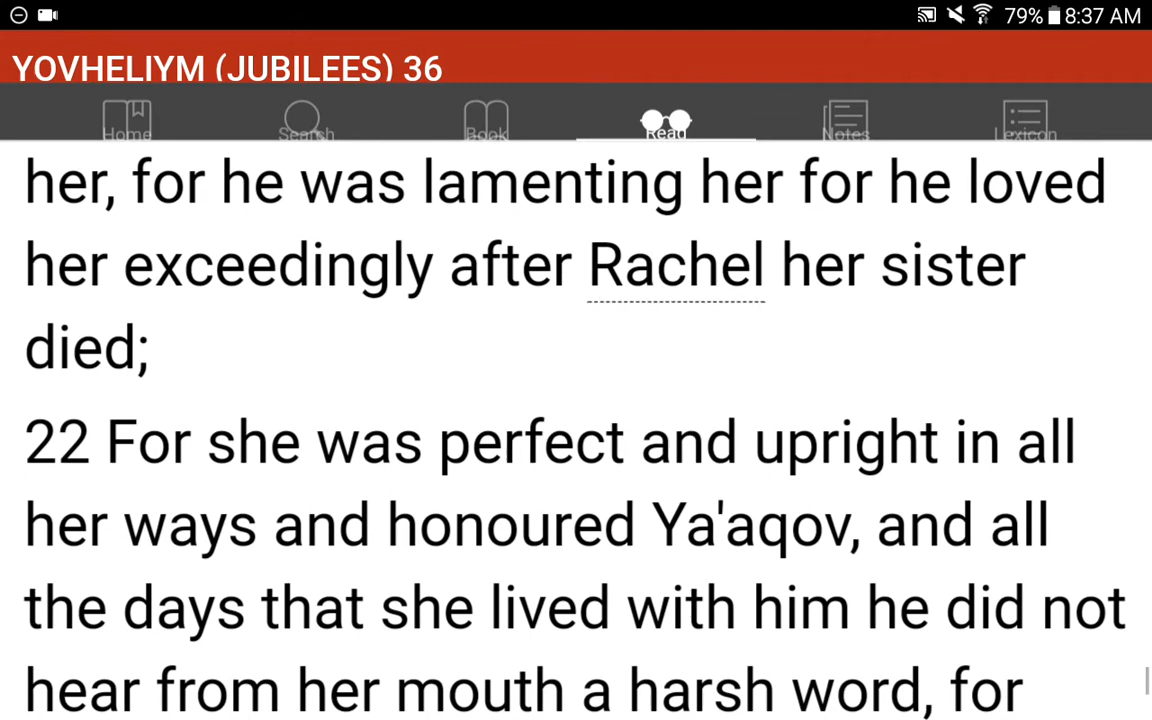 79% 8:37 AM
YOVHELIYM (JUBILEES) 36
Home Search Book Read Notes Lexicon
her, for he was lamenting her for he loved
her exceedingly after Rachel her sister
died;
22 For she was perfect and upright in all
her ways and honoured Ya'aqov, and all
the days that she lived with him he did not
hear from her mouth a harsh word, for